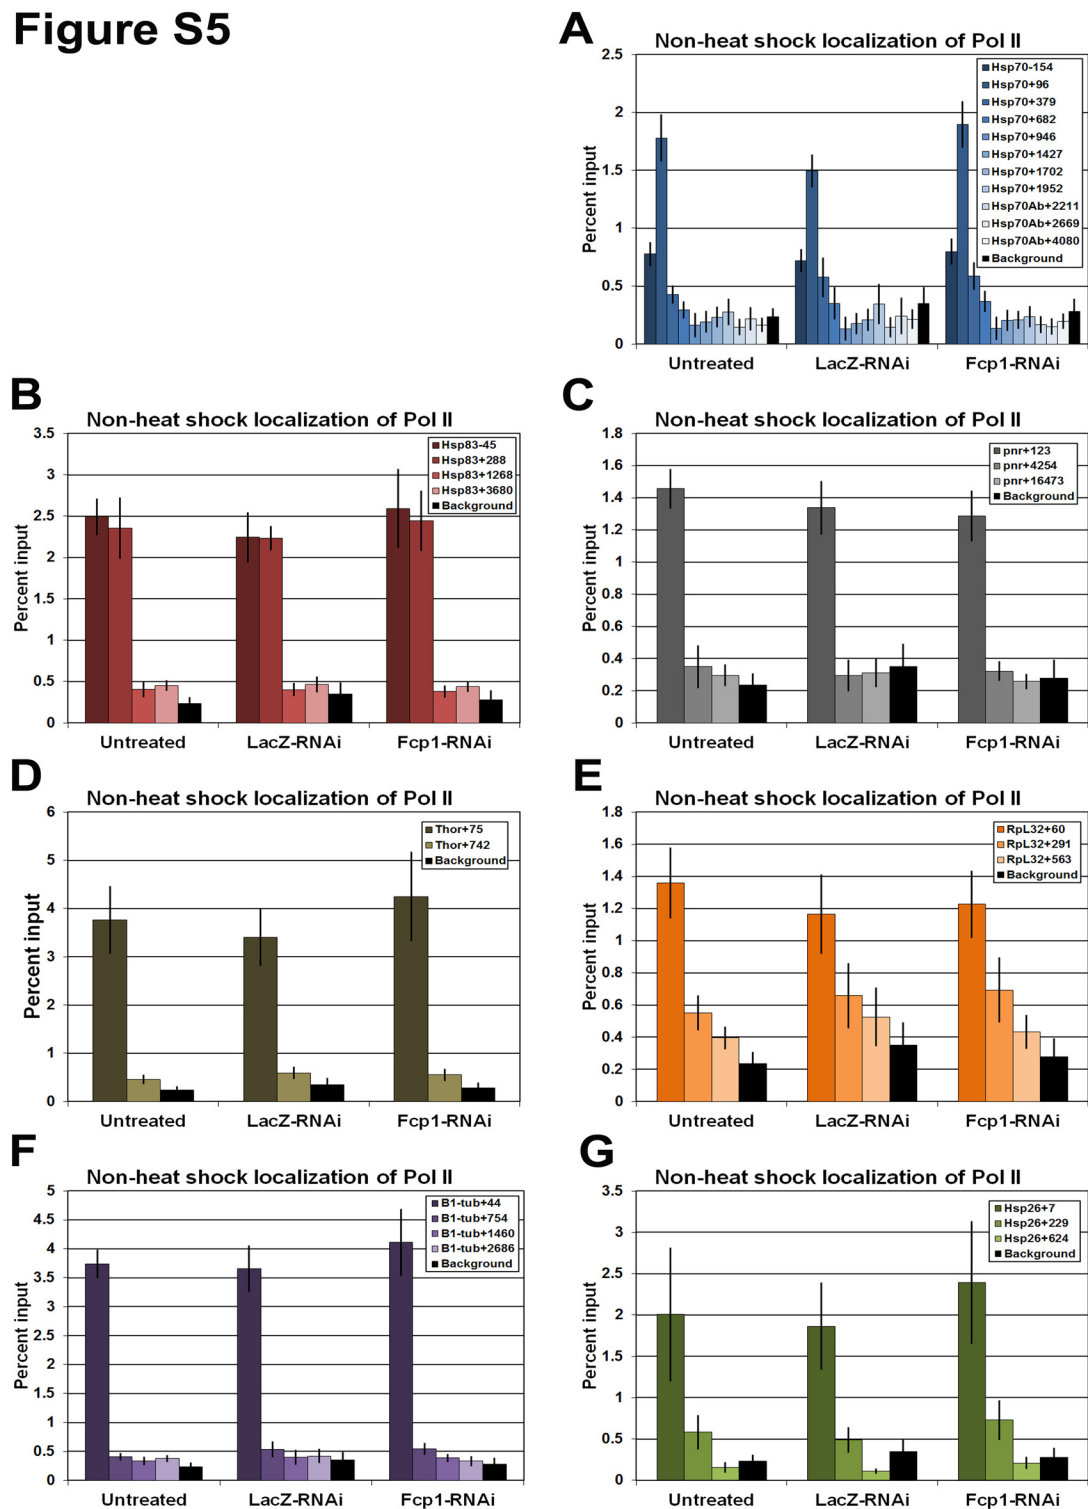 Figure S5
A
Non-heat shock localization of Pol II
Percent input
2.5
2
1.5
1
0.5
0
Hsp70-154
Hsp70+96
Hsp70+379
Hsp70+682
Hsp70+946
Hsp70+1427
Hsp70+1702
Hsp70+1952
Hsp70Ab+2211
Hsp70Ab+2669
Hsp70Ab+4080
Background
Untreated LacZ-RNAi Fcp1-RNAi
B
Non-heat shock localization of Pol II
Percent input
3.5
3
2.5
2
1.5
1
0.5
0
Hsp83-45
Hsp83+288
Hsp83+1268
Hsp83+3680
Background
Untreated LacZ-RNAi Fcp1-RNAi
C
Non-heat shock localization of Pol II
Percent input
1.8
1.6
1.4
1.2
1
0.8
0.6
0.4
0.2
0
pnr+123
pnr+4254
pnr+16473
Background
Untreated LacZ-RNAi Fcp1-RNAi
D
Non-heat shock localization of Pol II
Percent input
6
5
4
3
2
1
0
Thor+75
Thor+742
Background
Untreated LacZ-RNAi Fcp1-RNAi
E
Non-heat shock localization of Pol II
Percent input
1.8
1.6
1.4
1.2
1
0.8
0.6
0.4
0.2
0
RpL32+60
RpL32+291
RpL32+563
Background
Untreated LacZ-RNAi Fcp1-RNAi
F
Non-heat shock localization of Pol II
Percent input
5
4.5
4
3.5
3
2.5
2
1.5
1
0.5
0
B1-tub+44
B1-tub+754
B1-tub+1460
B1-tub+2686
Background
Untreated LacZ-RNAi Fcp1-RNAi
G
Non-heat shock localization of Pol II
Percent input
3.5
3
2.5
2
1.5
1
0.5
0
Hsp26+7
Hsp26+229
Hsp26+624
Background
Untreated LacZ-RNAi Fcp1-RNAi